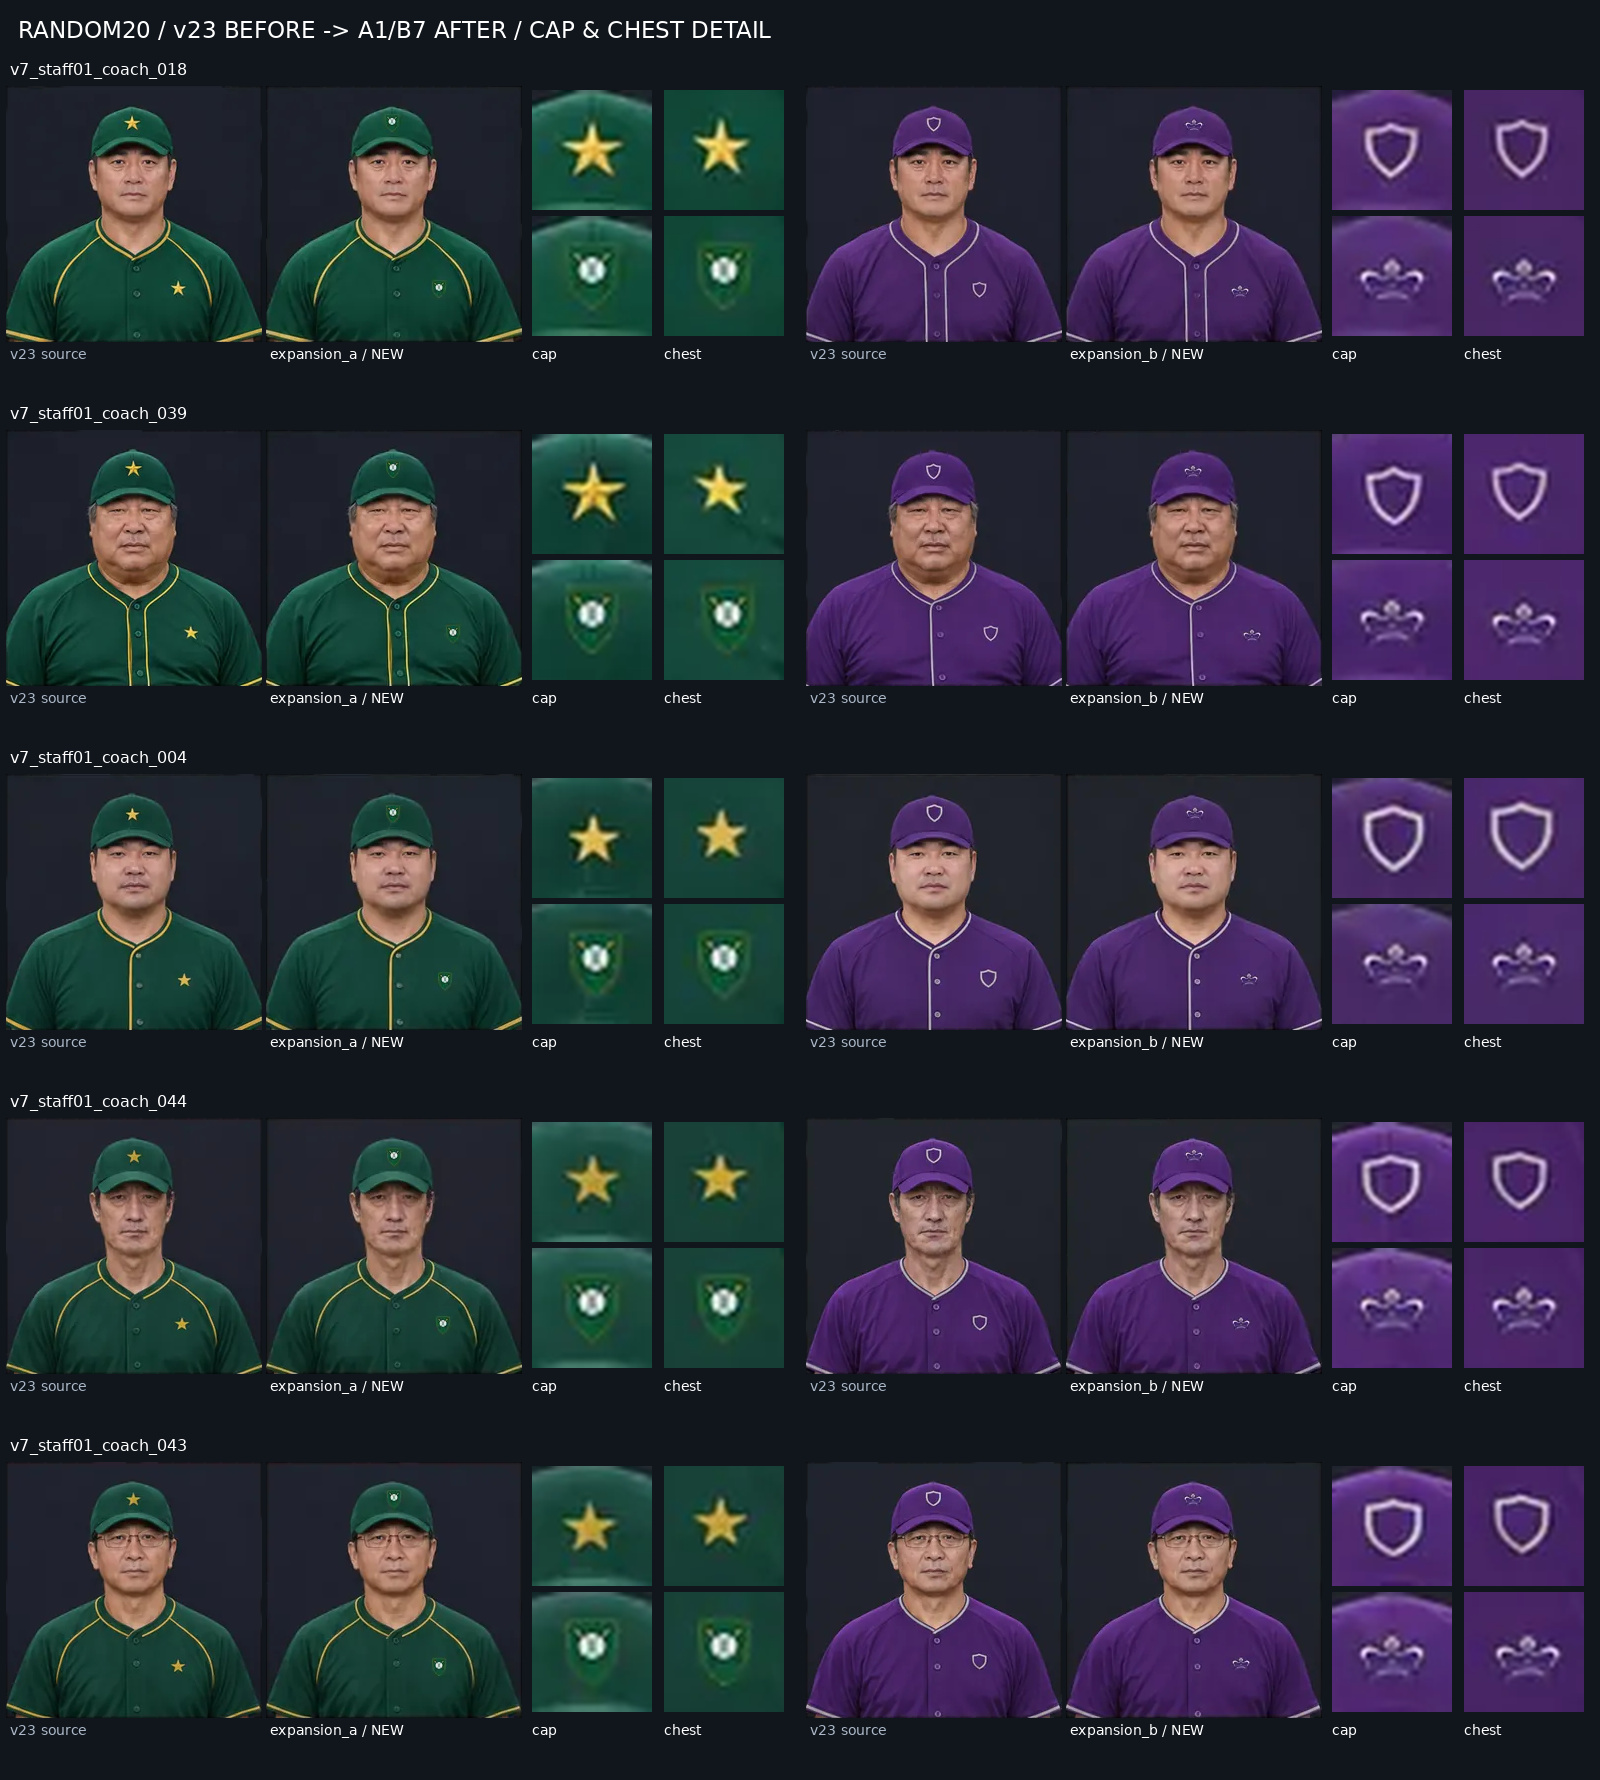 RANDOM20 / v23 BEFORE -> A1/B7 AFTER / CAP & CHEST DETAIL
v7_staff01_coach_018
v23 source expansion_a / NEW cap chest v23 source expansion_b / NEW cap chest
v7_staff01_coach_039
v23 source expansion_a / NEW cap chest v23 source expansion_b / NEW cap chest
v7_staff01_coach_004
v23 source expansion_a / NEW cap chest v23 source expansion_b / NEW cap chest
v7_staff01_coach_044
v23 source expansion_a / NEW cap chest v23 source expansion_b / NEW cap chest
v7_staff01_coach_043
v23 source expansion_a / NEW cap chest v23 source expansion_b / NEW cap chest